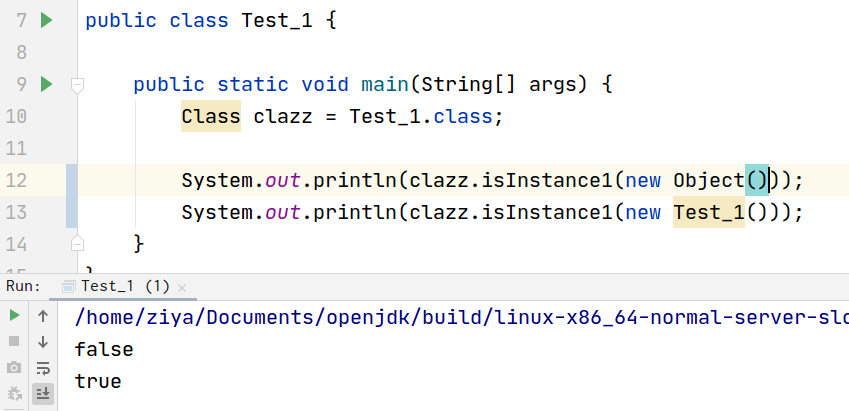 7 public class Test_1 {
8
9 public static void main(String[] args) {
10 Class clazz = Test_1.class;
11
12 System.out.println(clazz.isInstance1(new Object()));
13 System.out.println(clazz.isInstance1(new Test_1()));
14 }
Run: Test_1 (1) ×
/home/ziya/Documents/openjdk/build/linux-x86_64-normal-server-slo
false
true